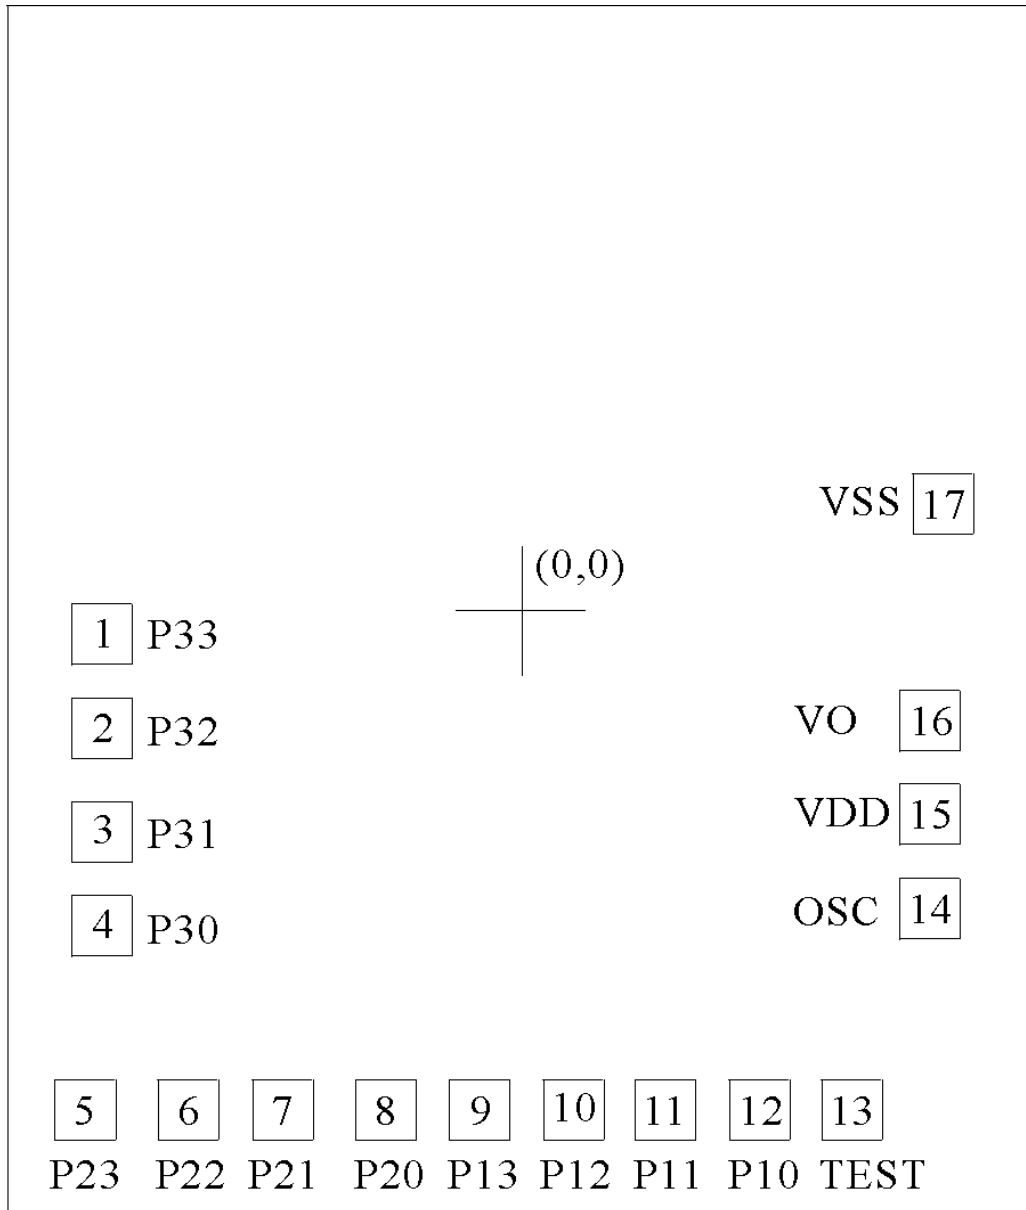 VSS 17
(0,0)
1 P33
2 P32
VO 16
3 P31
VDD 15
4 P30
OSC 14
5 6 7 8 9 10 11 12 13
P23 P22 P21 P20 P13 P12 P11 P10 TEST